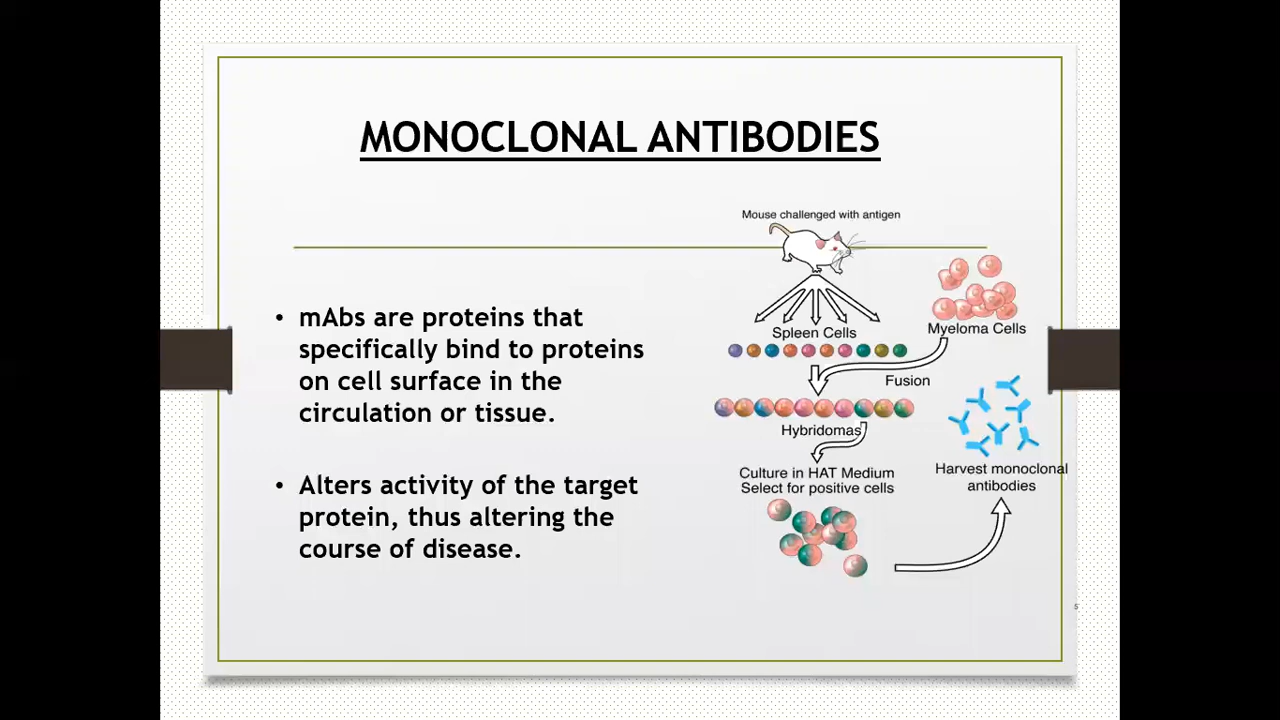 MONOCLONAL ANTIBODIES
• mAbs are proteins that
specifically bind to proteins
on cell surface in the
circulation or tissue.
• Alters activity of the target
protein, thus altering the
course of disease.
Mouse challenged with antigen
Spleen Cells
Myeloma Cells
Fusion
Hybridomas
Culture in HAT Medium
Select for positive cells
Harvest monoclonal
antibodies